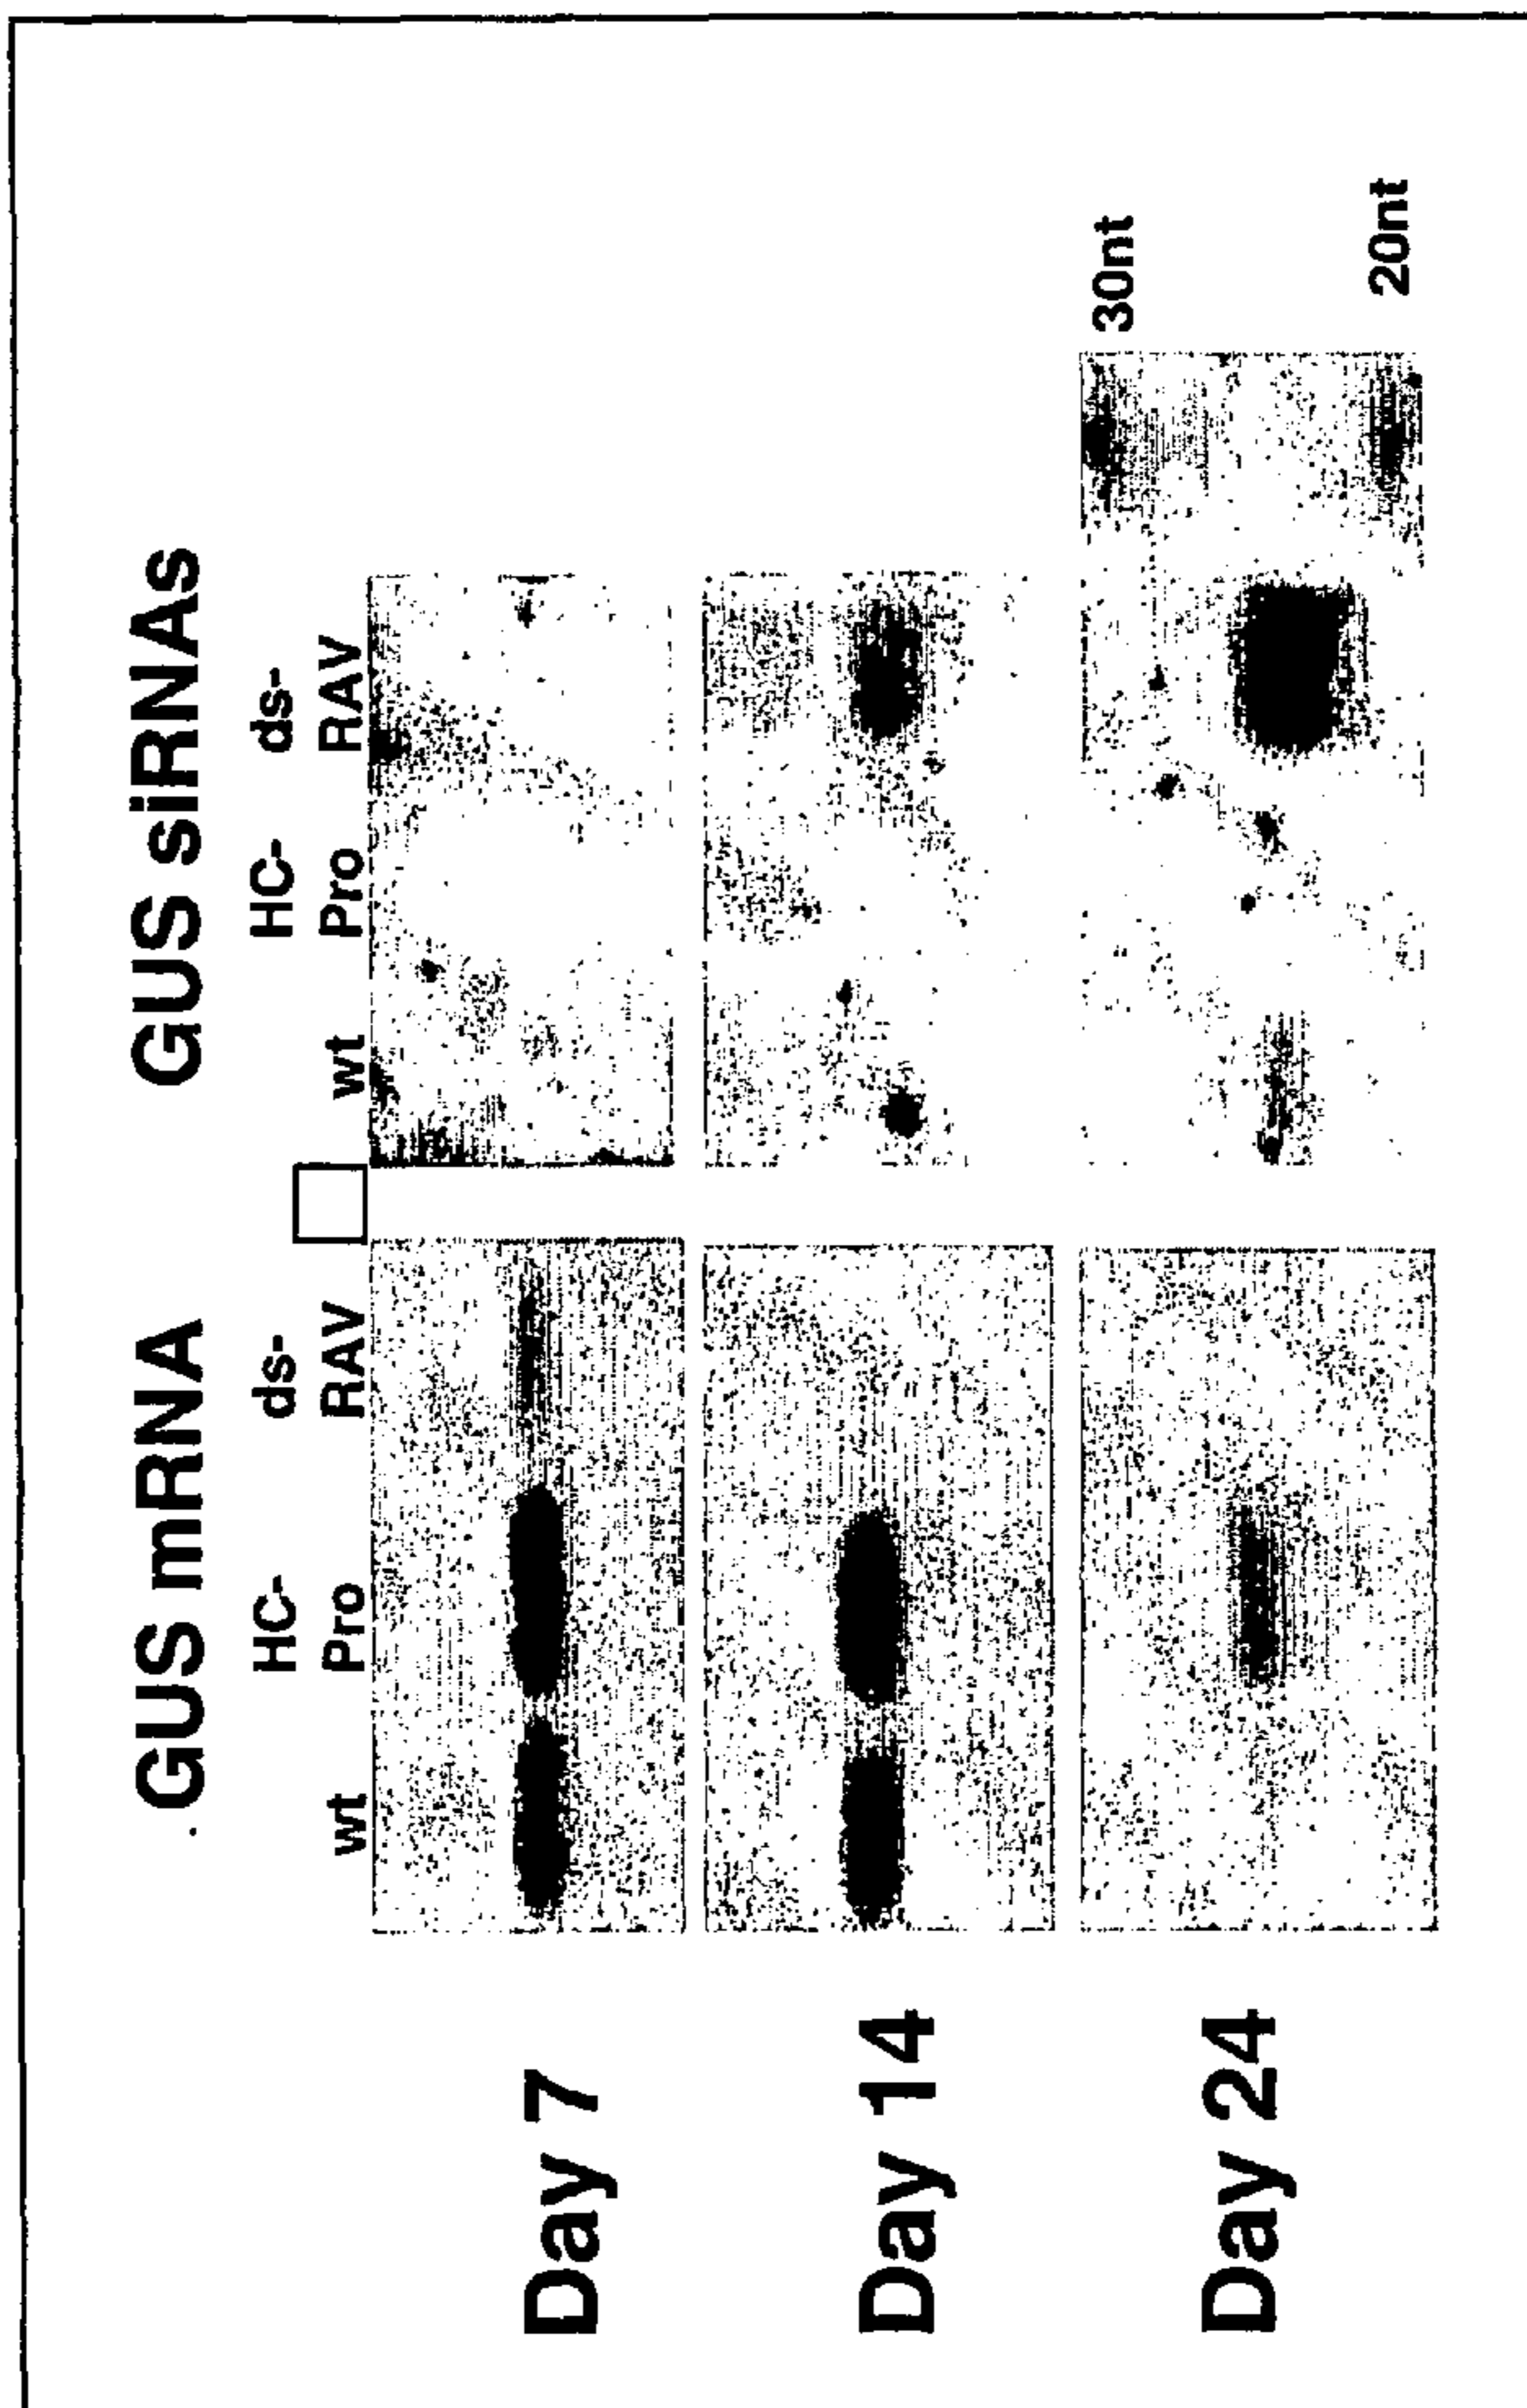 GUS mRNA GUS siRNAs
HC- ds- HC- ds-
wt Pro RAV wt Pro RAV
Day 7
Day 14
Day 24
30nt
20nt